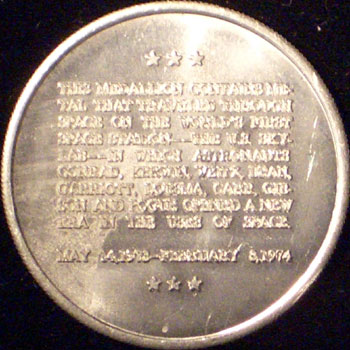 ★ ★ ★
THIS MEDALLION CONTAINS ME-
TAL THAT TRAVELED THROUGH
SPACE ON THE WORLD'S FIRST
SPACE STATION—THE U.S. SKY-
LAB—IN WHICH ASTRONAUTS
CONRAD, KERWIN, WEITZ, BEAN,
GARRIOTT, LOUSMA, CARR, GIB-
SON AND POGUE OPENED A NEW
ERA IN THE USES OF SPACE.
MAY 14, 1973—FEBRUARY 8, 1974
★ ★ ★